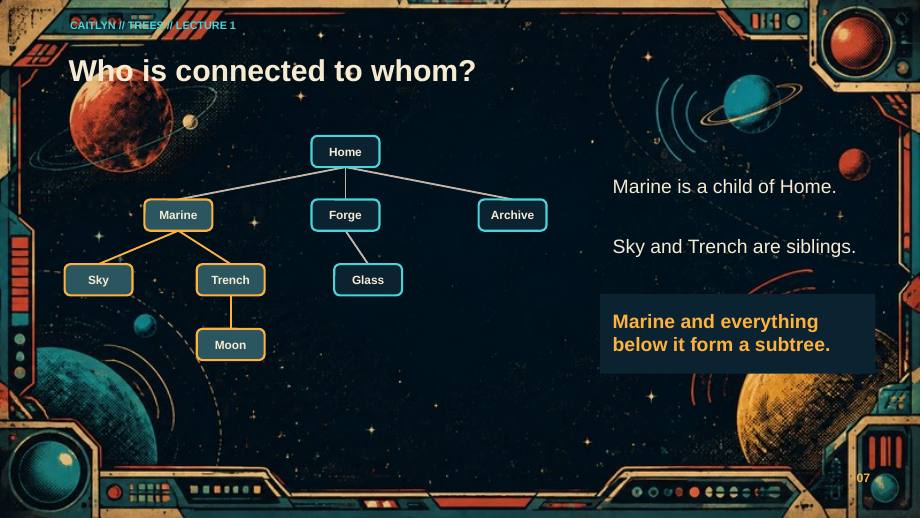 CAITLYN // TREES // LECTURE 1
Who is connected to whom?
Home
Marine
Forge
Archive
Sky
Trench
Glass
Moon
Marine is a child of Home.
Sky and Trench are siblings.
Marine and everything
below it form a subtree.
07